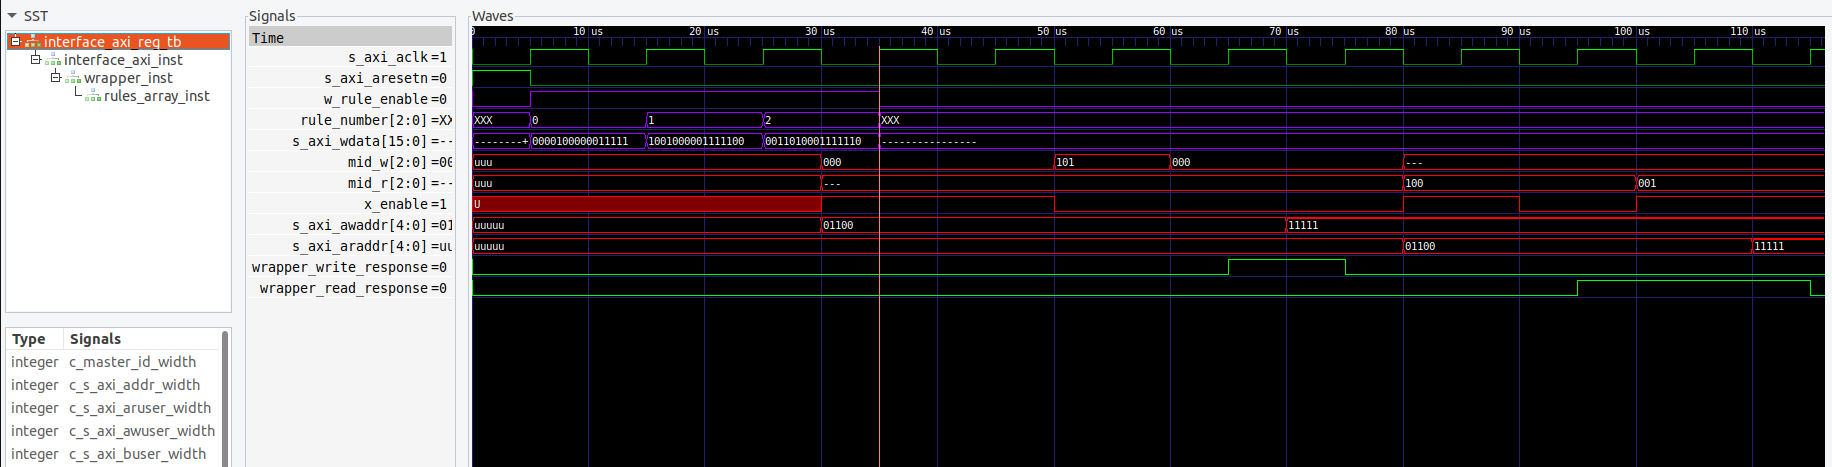 SST
interface_axi_reg_tb
interface_axi_inst
wrapper_inst
rules_array_inst
Type Signals
integer c_master_id_width
integer c_s_axi_addr_width
integer c_s_axi_aruser_width
integer c_s_axi_awuser_width
integer c_s_axi_buser_width
Signals
Time
s_axi_aclk=1
s_axi_aresetn=0
w_rule_enable=0
rule_number[2:0]=XX
s_axi_wdata[15:0]=--
mid_w[2:0]=00
mid_r[2:0]=--
x_enable=1
s_axi_awaddr[4:0]=01
s_axi_araddr[4:0]=uu
wrapper_write_response=0
wrapper_read_response=0
Waves
0 10 us 20 us 30 us 40 us 50 us 60 us 70 us 80 us 90 us 100 us 110 us
XXX 0 1 2 XXX
--------+ 0000100000011111 1001000001111100 0011010001111110 ----------------
uuu 000 101 000 ---
uuu --- 100 001
U
uuuuu 01100 11111
uuuuu 01100 11111